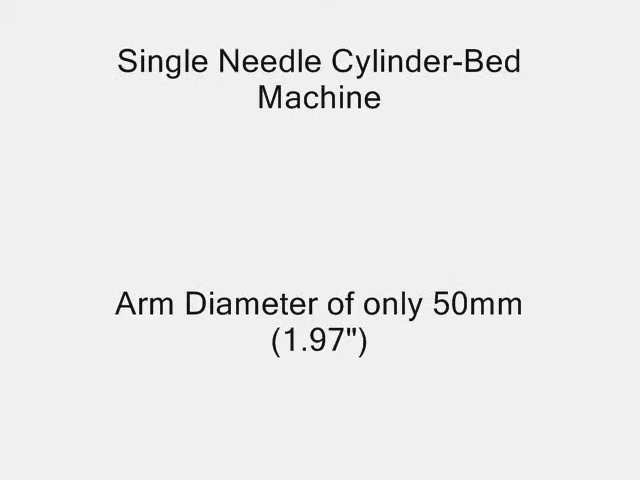 Single Needle Cylinder-Bed
Machine
Arm Diameter of only 50mm
(1.97")